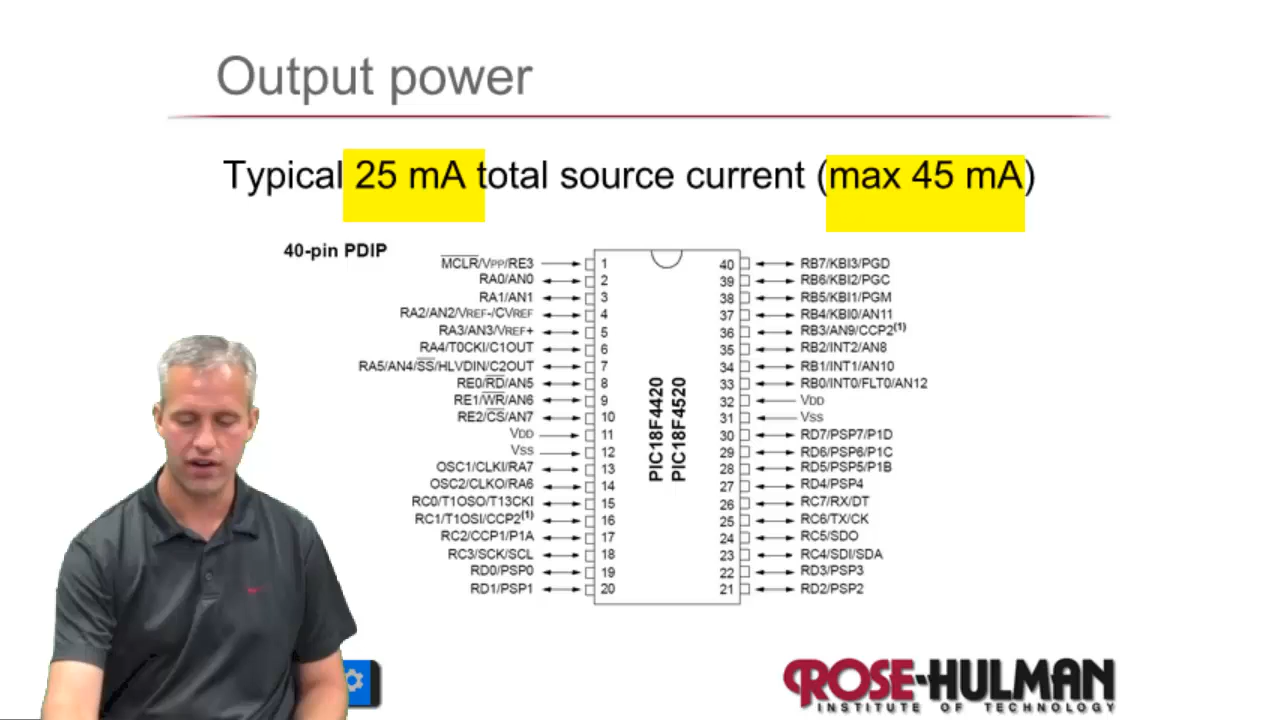 Output power
Typical 25 mA total source current (max 45 mA)
40-pin PDIP
MCLR/VPP/RE3 1
RA0/AN0 2
RA1/AN1 3
RA2/AN2/VREF-/CVREF 4
RA3/AN3/VREF+ 5
RA4/T0CKI/C1OUT 6
RA5/AN4/SS/HLVDIN/C2OUT 7
RE0/RD/AN5 8
RE1/WR/AN6 9
RE2/CS/AN7 10
VDD 11
VSS 12
OSC1/CLKI/RA7 13
OSC2/CLKO/RA6 14
RC0/T1OSO/T13CKI 15
RC1/T1OSI/CCP2(1) 16
RC2/CCP1/P1A 17
RC3/SCK/SCL 18
RD0/PSP0 19
RD1/PSP1 20
PIC18F4420
PIC18F4520
40 RB7/KBI3/PGD
39 RB6/KBI2/PGC
38 RB5/KBI1/PGM
37 RB4/KBI0/AN11
36 RB3/AN9/CCP2(1)
35 RB2/INT2/AN8
34 RB1/INT1/AN10
33 RB0/INT0/FLT0/AN12
32 VDD
31 VSS
30 RD7/PSP7/P1D
29 RD6/PSP6/P1C
28 RD5/PSP5/P1B
27 RD4/PSP4
26 RC7/RX/DT
25 RC6/TX/CK
24 RC5/SDO
23 RC4/SDI/SDA
22 RD3/PSP3
21 RD2/PSP2
ROSE-HULMAN
INSTITUTE OF TECHNOLOGY